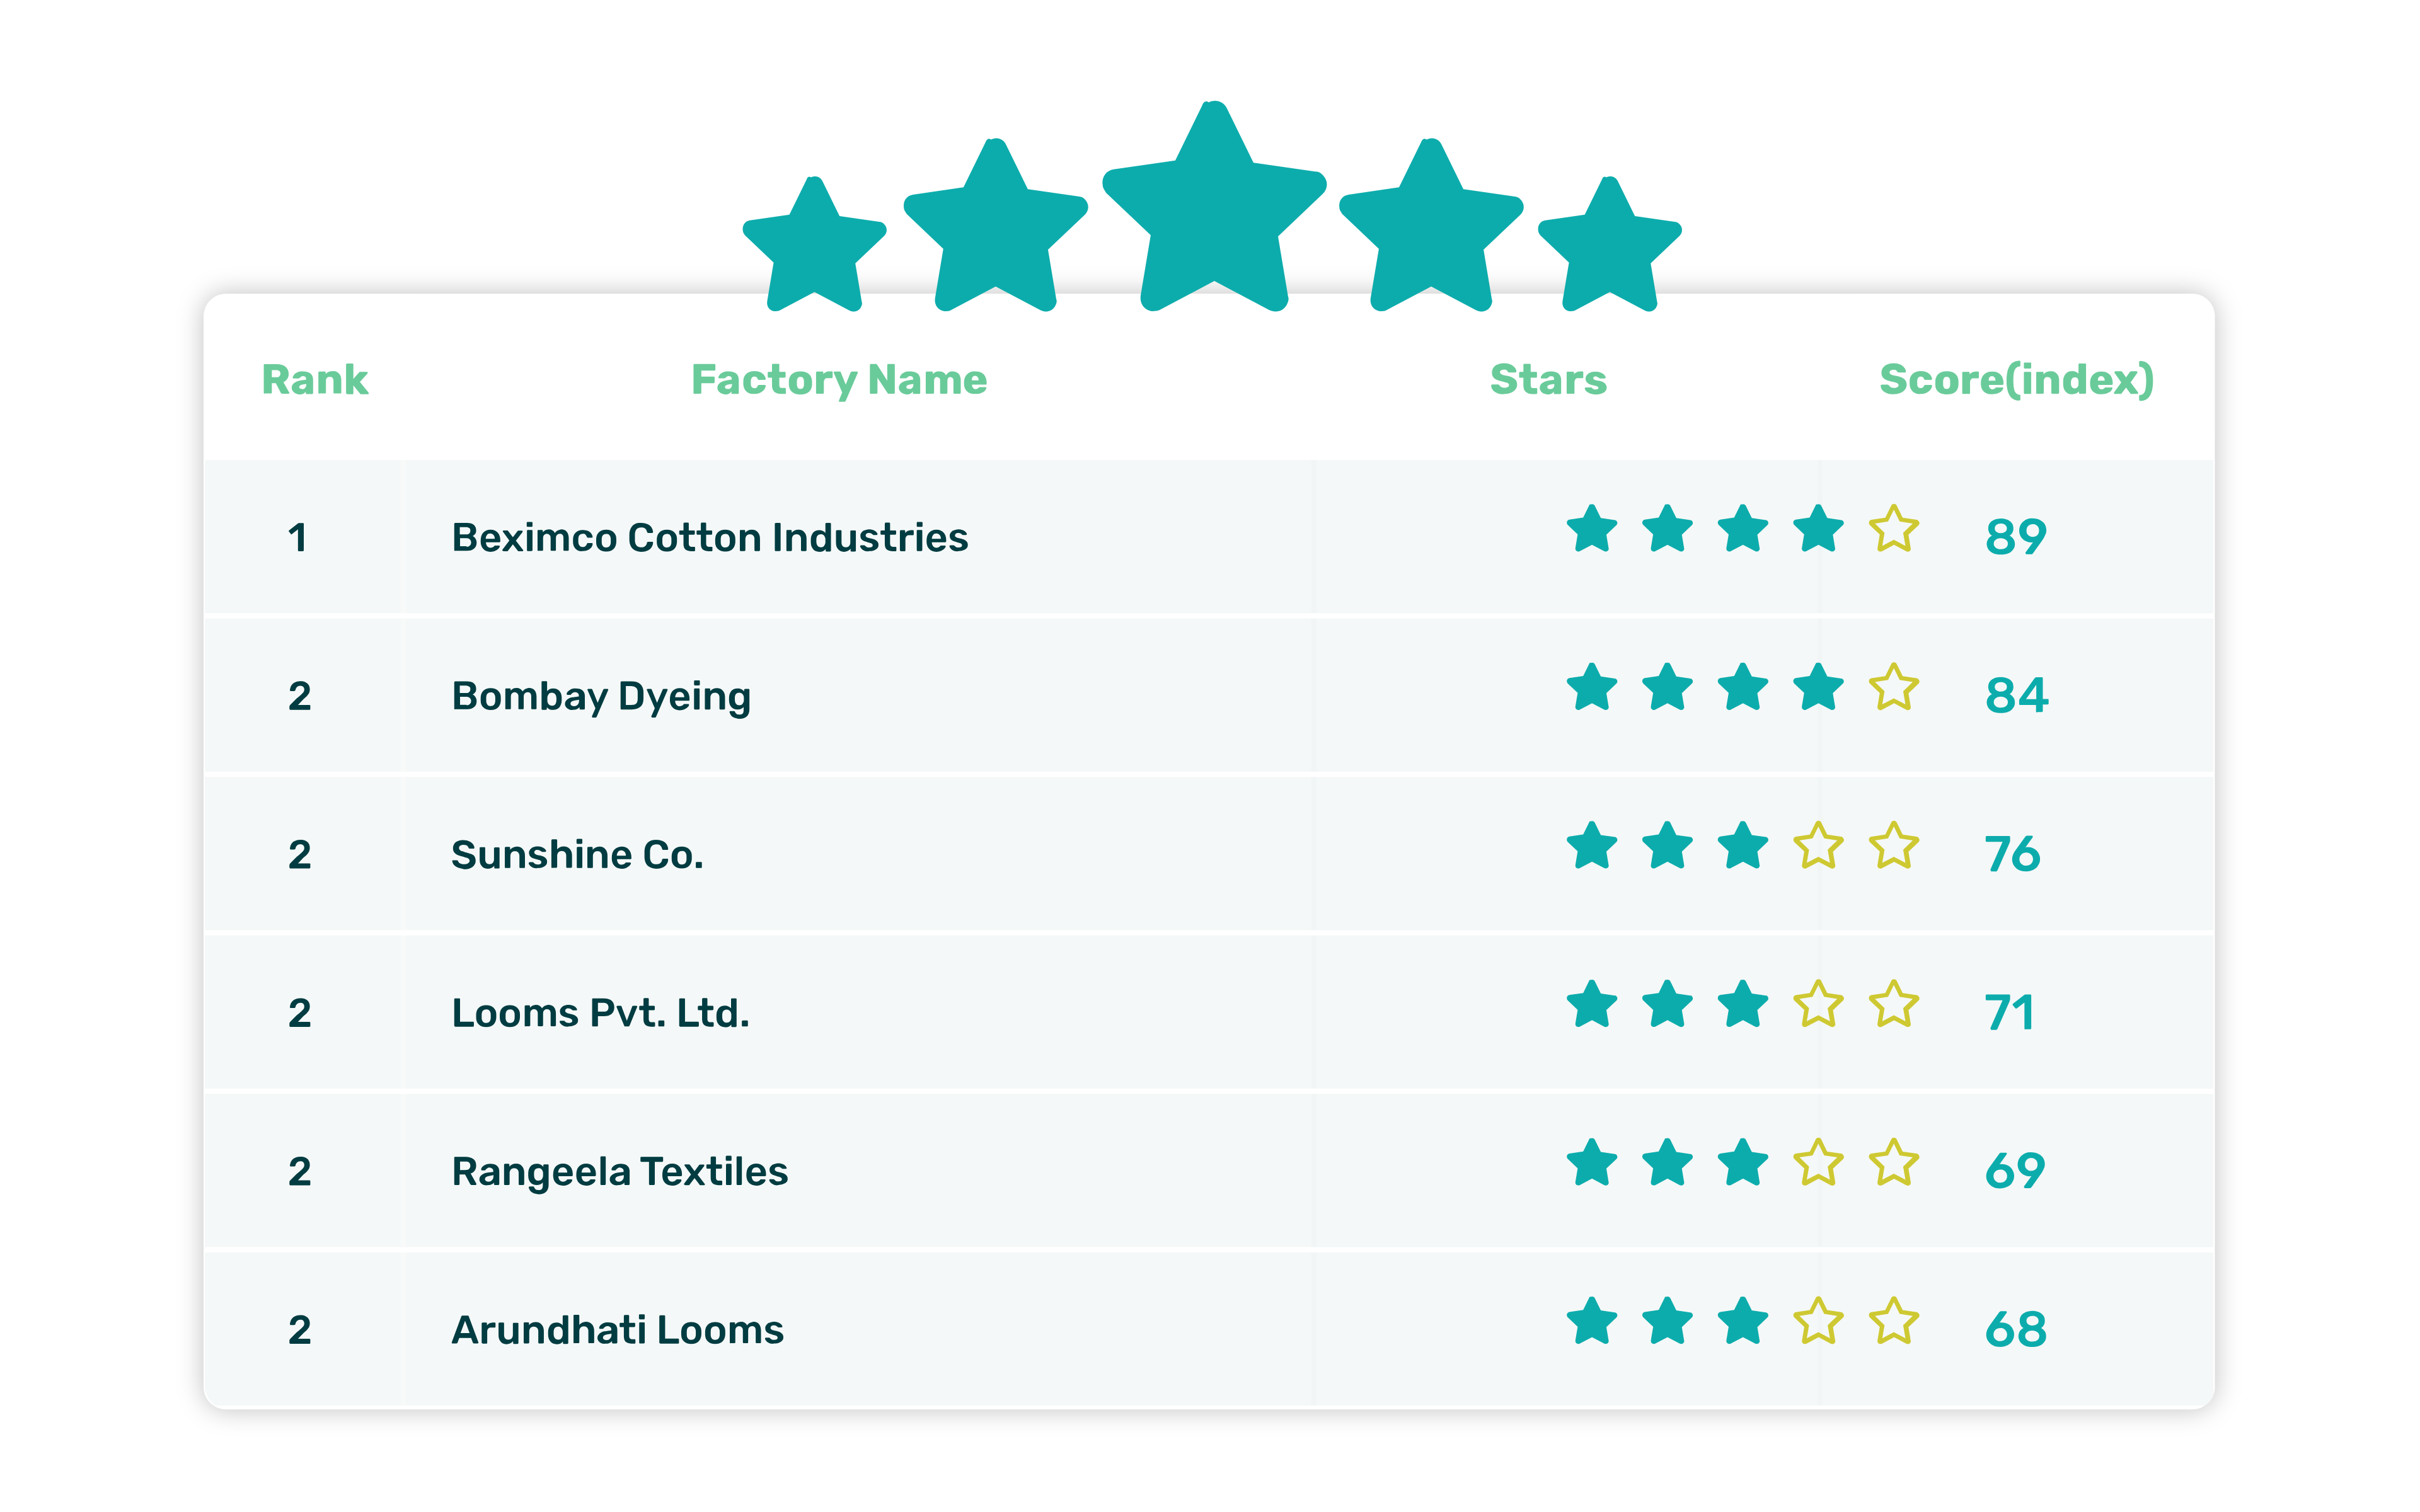 Rank Factory Name Stars Score(index)
1 Beximco Cotton Industries 89
2 Bombay Dyeing 84
2 Sunshine Co. 76
2 Looms Pvt. Ltd. 71
2 Rangeela Textiles 69
2 Arundhati Looms 68